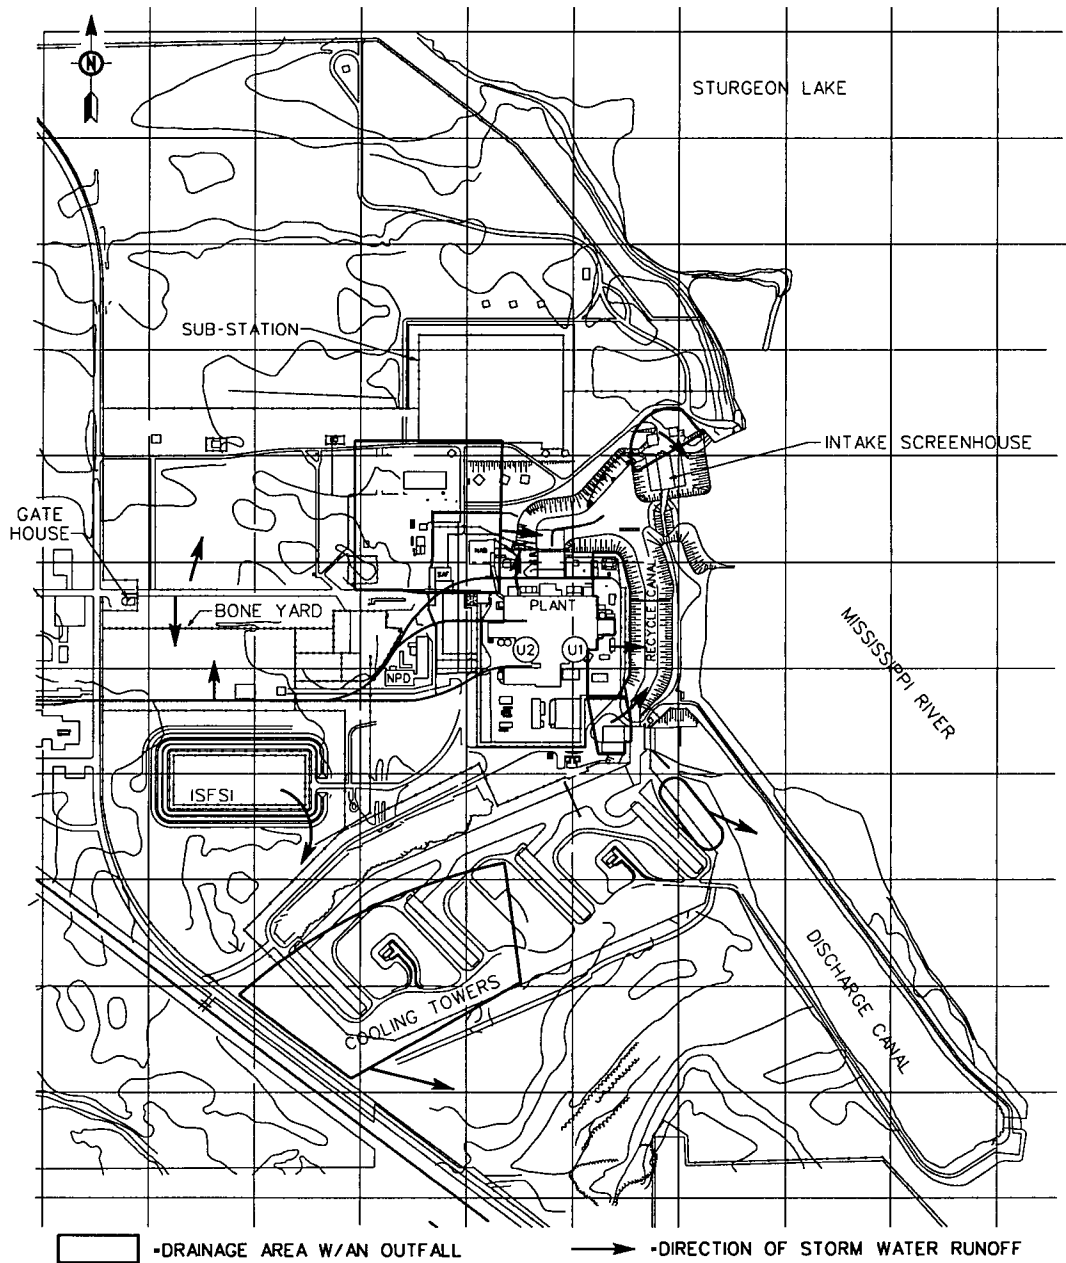 N
STURGEON LAKE
SUB-STATION
INTAKE SCREENHOUSE
GATE
HOUSE
BONE YARD
PLANT
RECYCLE CANAL
U2
U1
NPD
MISSISSIPPI RIVER
ISFSI
COOLING TOWERS
DISCHARGE CANAL
=DRAINAGE AREA W/AN OUTFALL
=DIRECTION OF STORM WATER RUNOFF